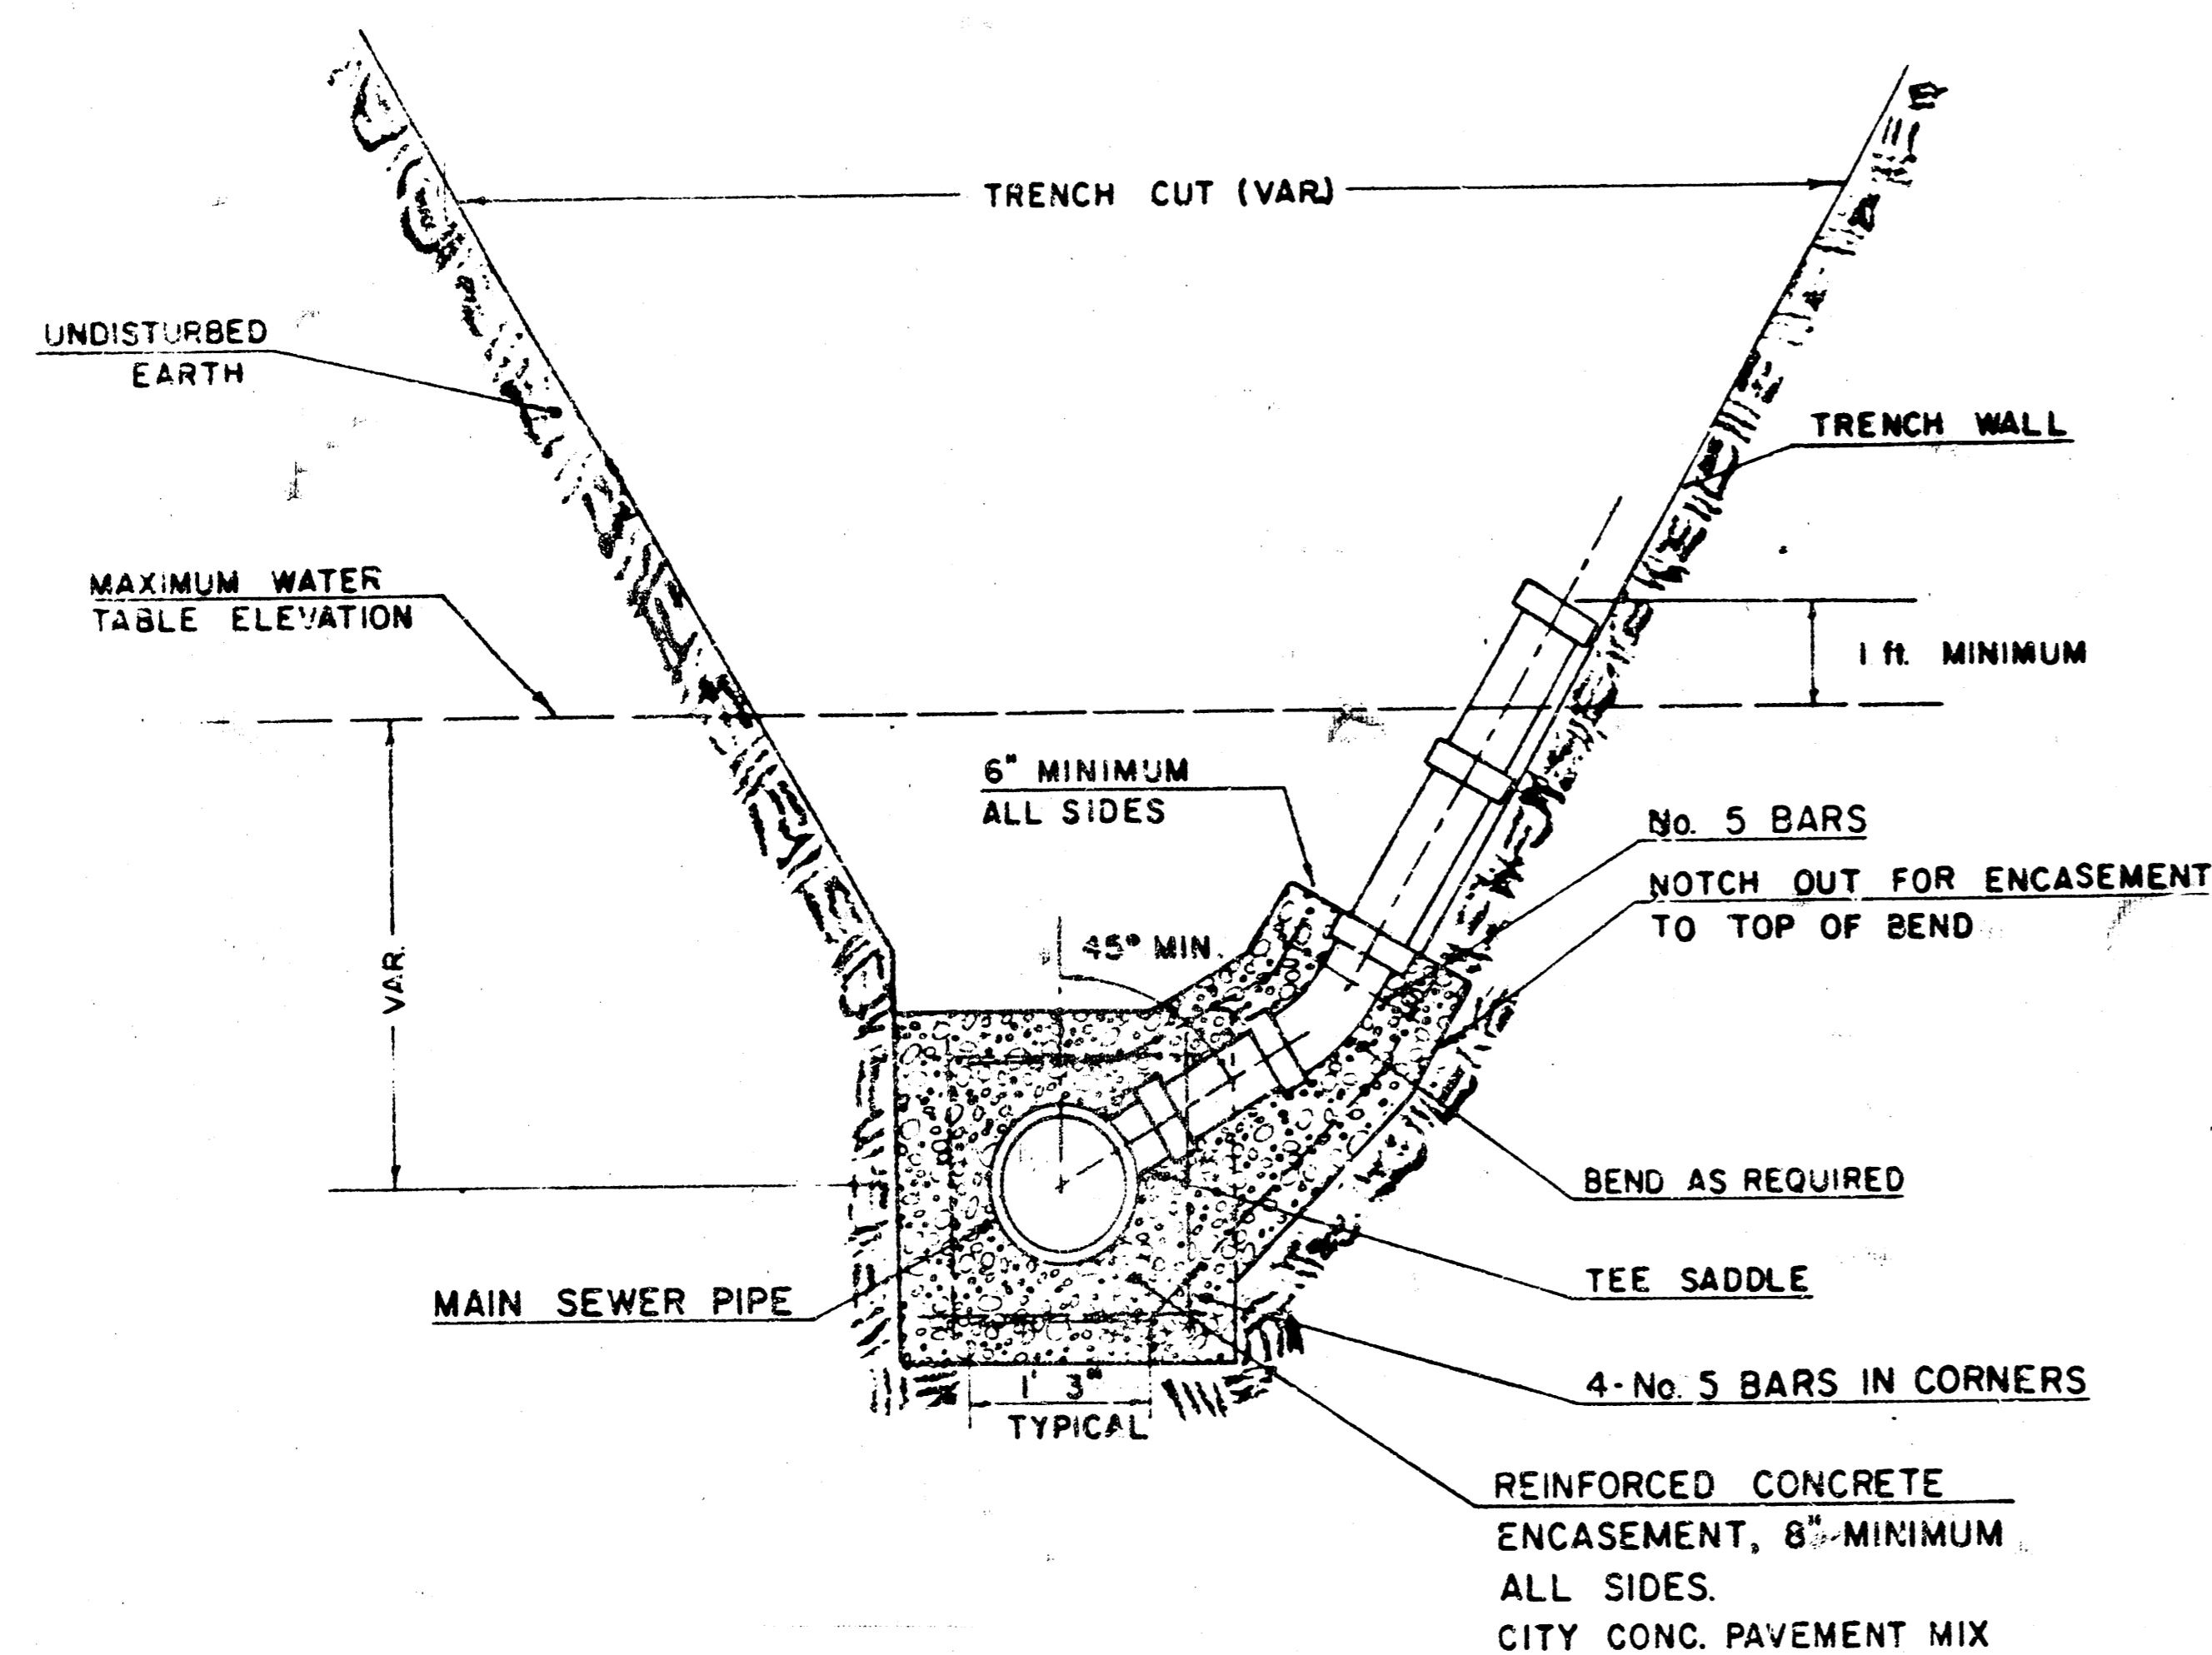 TRENCH CUT (VAR.)
UNDISTURBED
EARTH
TRENCH WALL
MAXIMUM WATER
TABLE ELEVATION
1 ft. MINIMUM
6" MINIMUM
ALL SIDES
No. 5 BARS
NOTCH OUT FOR ENCASEMENT
TO TOP OF BEND
45° MIN.
VAR.
BEND AS REQUIRED
TEE SADDLE
MAIN SEWER PIPE
4-No. 5 BARS IN CORNERS
1' 3"
TYPICAL
REINFORCED CONCRETE
ENCASEMENT, 8" MINIMUM
ALL SIDES.
CITY CONC. PAVEMENT MIX